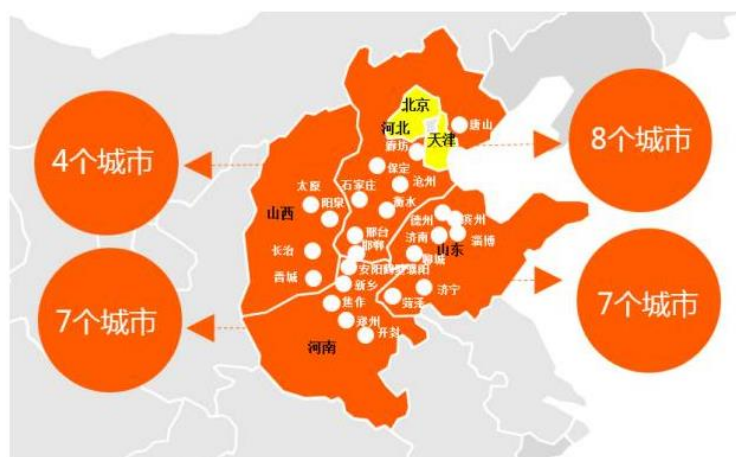 北京
河北
天津
唐山
廊坊
8个城市
4个城市
保定
沧州
石家庄
太原
阳泉
衡水
山西
德州
滨州
邢台
济南
山东
淄博
邯郸
长治
聊城
安阳鹤壁濮阳
晋城
新乡
济宁
菏泽
焦作
7个城市
7个城市
郑州
开封
河南